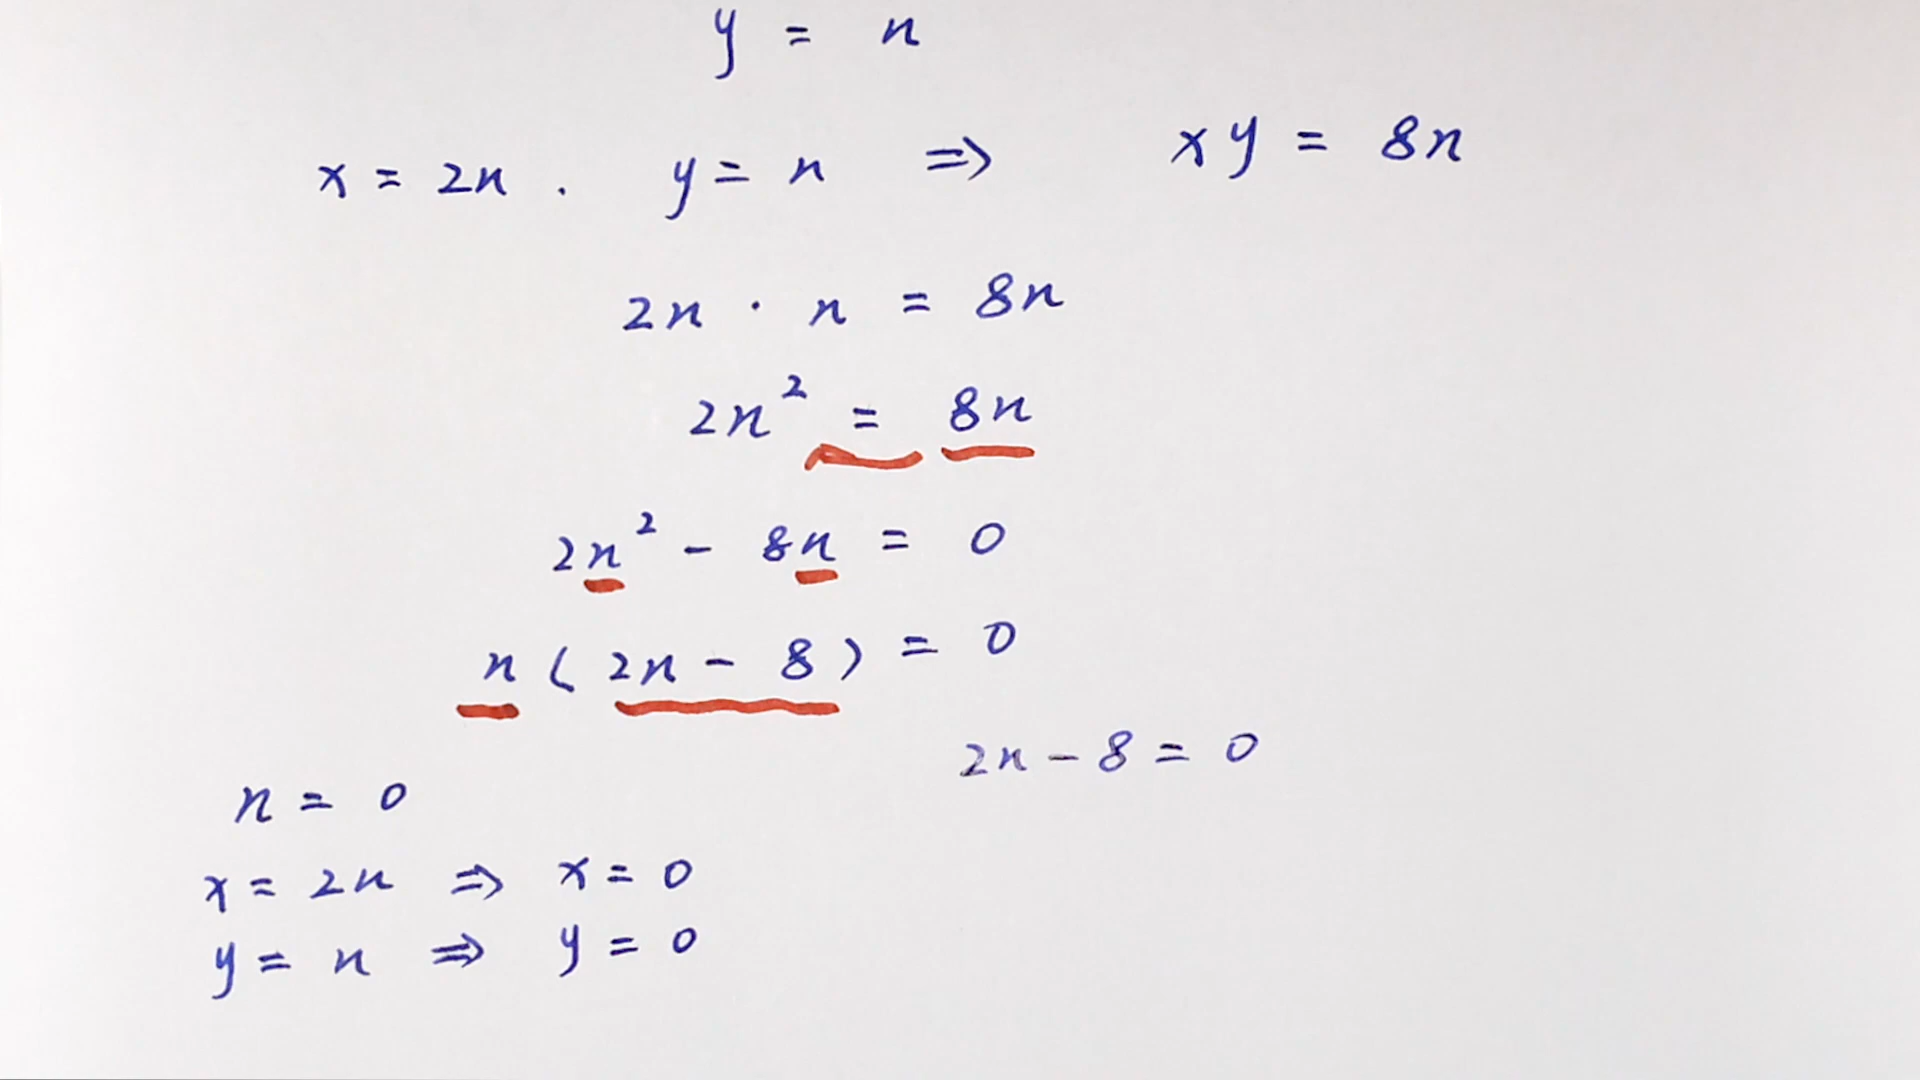 y = n
x = 2n . y = n ⇒ xy = 8n
2n · n = 8n
2n² = 8n
2n² - 8n = 0
n ( 2n - 8 ) = 0
2n - 8 = 0
n = 0
x = 2n ⇒ x = 0
y = n ⇒ y = 0